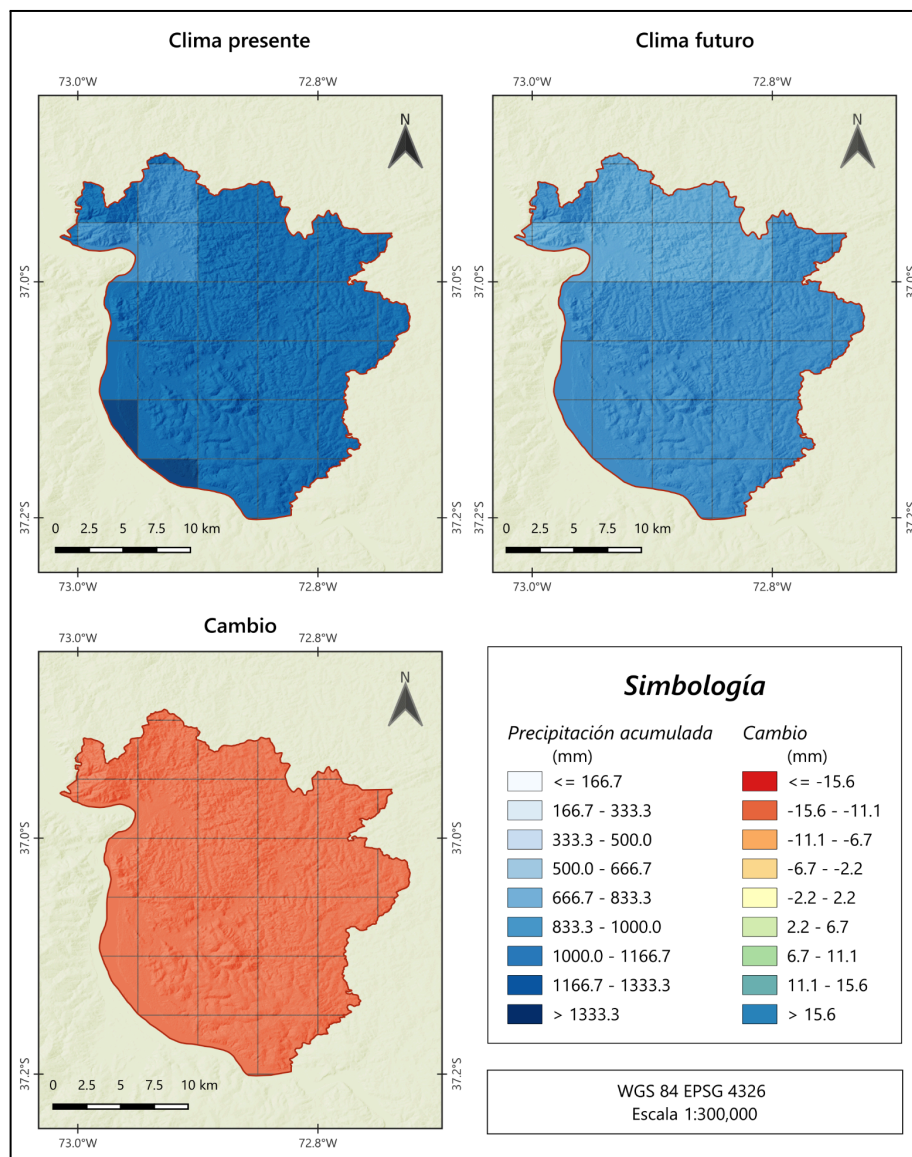 Clima presente
Clima futuro
73.0°W
72.8°W
73.0°W
72.8°W
N
N
37.0°S
37.0°S
37.0°S
37.2°S
37.2°S
37.2°S
0 2.5 5 7.5 10 km
0 2.5 5 7.5 10 km
73.0°W
72.8°W
73.0°W
72.8°W
Cambio
73.0°W
72.8°W
N
37.0°S
37.0°S
37.2°S
37.2°S
0 2.5 5 7.5 10 km
73.0°W
72.8°W
Simbología
Precipitación acumulada
(mm)
<= 166.7
166.7 - 333.3
333.3 - 500.0
500.0 - 666.7
666.7 - 833.3
833.3 - 1000.0
1000.0 - 1166.7
1166.7 - 1333.3
> 1333.3
Cambio
(mm)
<= -15.6
-15.6 - -11.1
-11.1 - -6.7
-6.7 - -2.2
-2.2 - 2.2
2.2 - 6.7
6.7 - 11.1
11.1 - 15.6
> 15.6
WGS 84 EPSG 4326
Escala 1:300,000